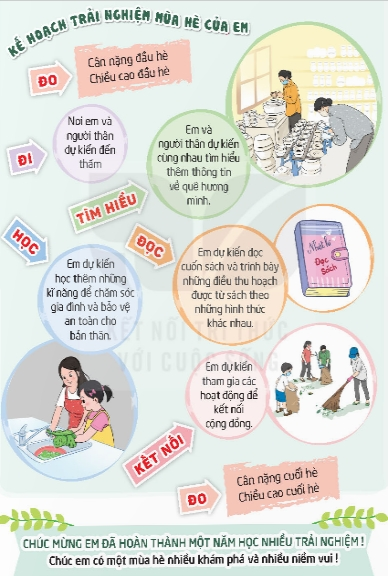 KẾ HOẠCH TRẢI NGHIỆM MÙA HÈ CỦA EM
ĐO
Cân nặng đầu hè
Chiều cao đầu hè
ĐI
Nơi em và
người thân
dự kiến đến
thăm
TÌM HIỂU
Em và
người thân dự kiến
cùng nhau tìm hiểu
thêm thông tin
về quê hương
mình.
HỌC
Em dự kiến
học thêm những
kĩ năng để chăm sóc
gia đình và bảo vệ
an toàn cho
bản thân.
ĐỌC
Em dự kiến đọc
cuốn sách và trình bày
những điều thu hoạch
được từ sách theo
những hình thức
khác nhau.
Nhật kí
Đọc
Sách
KẾT NỐI TRI THỨC
VỚI CUỘC SỐNG
KẾT NỐI
Em dự kiến
tham gia các
hoạt động để
kết nối
cộng đồng.
ĐO
Cân nặng cuối hè
Chiều cao cuối hè
CHÚC MỪNG EM ĐÃ HOÀN THÀNH MỘT NĂM HỌC NHIỀU TRẢI NGHIỆM !
Chúc em có một mùa hè nhiều khám phá và nhiều niềm vui !